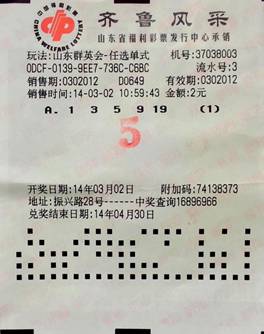 中国福利彩票
CHINA WELFARE LOTTERY
齐鲁风采
山东省福利彩票发行中心承销
玩法:山东群英会-任选单式 机号:37038003
0DCF-0139-9EE7-736C-C6BC 流水号:3
销售期:0302012 D0649 有效期:0302012
销售时间-14-03-02 10:59:43 金额:2元
A. 1 3 5 9 19 (1)
5
开奖日期:14年03月02日 附加码:74138373
地址:振兴路28号------中奖查询16896966
兑奖结束日期:14年04月30日